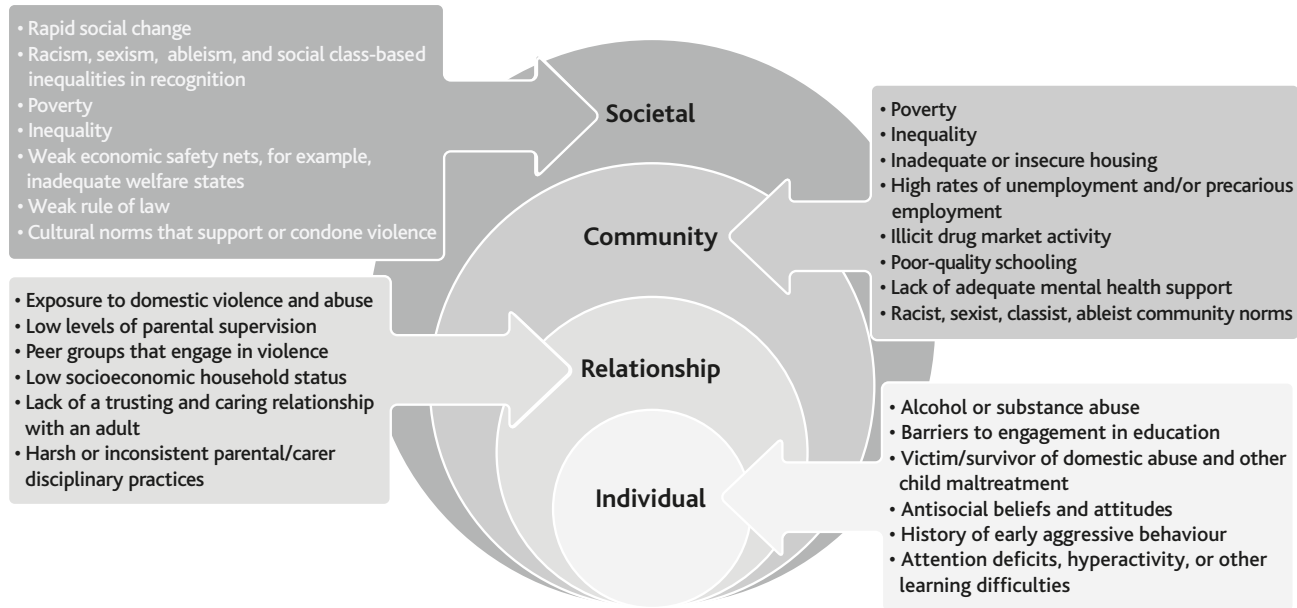 • Rapid social change
• Racism, sexism, ableism, and social class-based
inequalities in recognition
• Poverty
• Inequality
• Weak economic safety nets, for example,
inadequate welfare states
• Weak rule of law
• Cultural norms that support or condone violence
Societal
• Poverty
• Inequality
• Inadequate or insecure housing
• High rates of unemployment and/or precarious
employment
• Illicit drug market activity
• Poor-quality schooling
• Lack of adequate mental health support
• Racist, sexist, classist, ableist community norms
Community
• Exposure to domestic violence and abuse
• Low levels of parental supervision
• Peer groups that engage in violence
• Low socioeconomic household status
• Lack of a trusting and caring relationship
with an adult
• Harsh or inconsistent parental/carer
disciplinary practices
Relationship
• Alcohol or substance abuse
• Barriers to engagement in education
• Victim/survivor of domestic abuse and other
child maltreatment
• Antisocial beliefs and attitudes
• History of early aggressive behaviour
• Attention deficits, hyperactivity, or other
learning difficulties
Individual